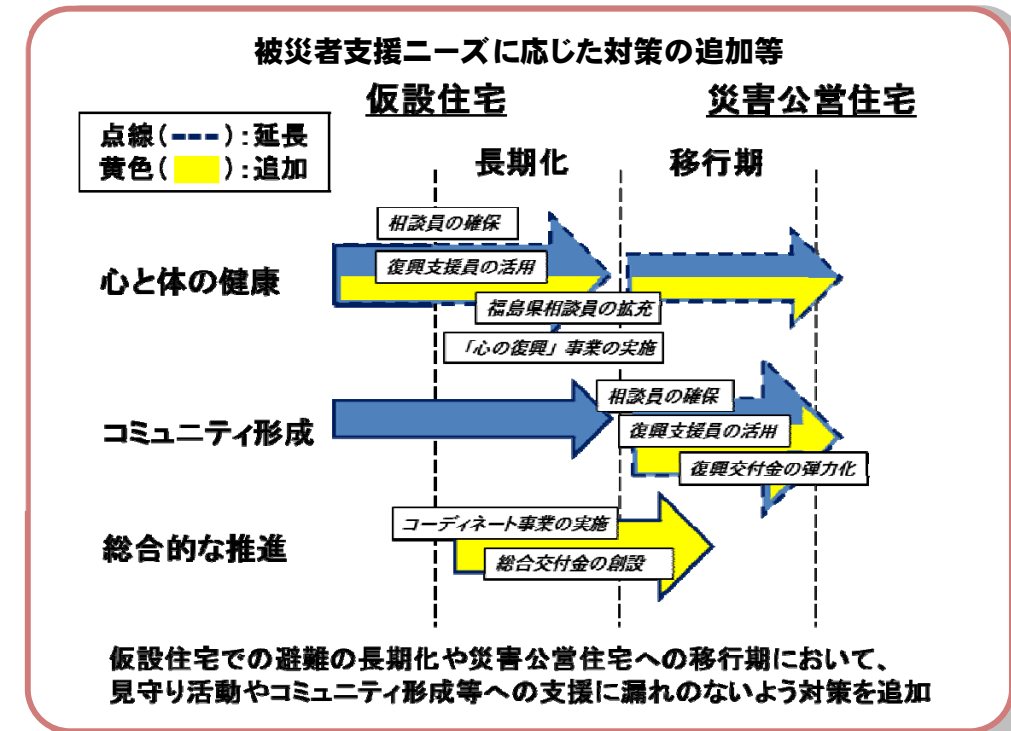 被災者支援ニーズに応じた対策の追加等
仮設住宅
災害公営住宅
点線(---):延長
黄色( ):追加
長期化
移行期
心と体の健康
相談員の確保
復興支援員の活用
福島県相談員の拡充
「心の復興」事業の実施
コミュニティ形成
相談員の確保
復興支援員の活用
復興交付金の弾力化
総合的な推進
コーディネート事業の実施
総合交付金の創設
仮設住宅での避難の長期化や災害公営住宅への移行期において、
見守り活動やコミュニティ形成等への支援に漏れのないよう対策を追加